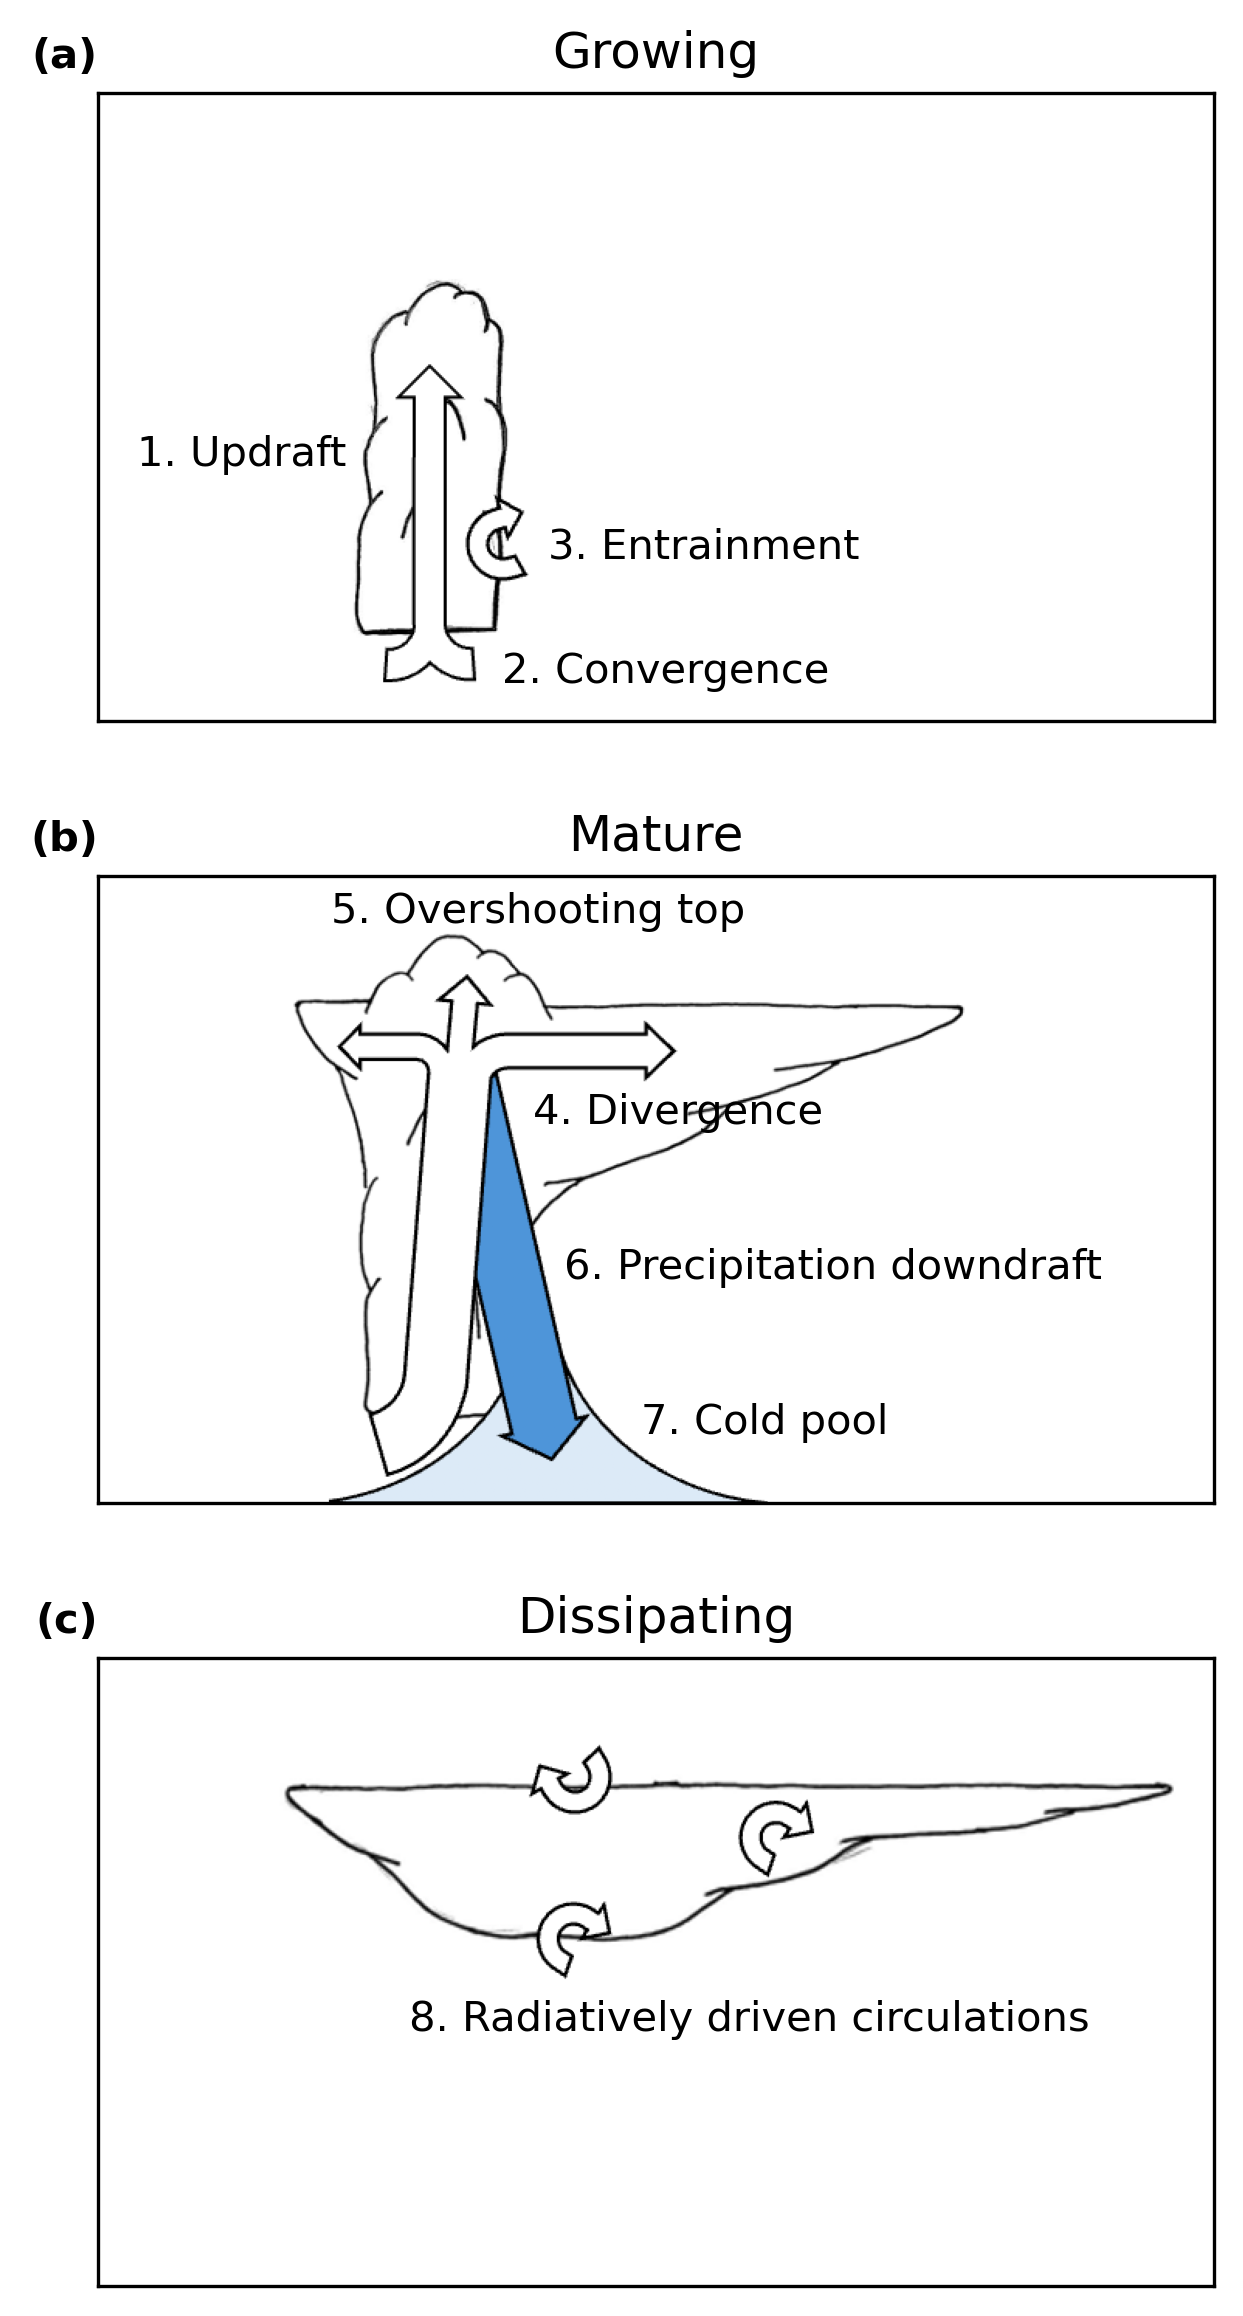 (a) Growing
1. Updraft
3. Entrainment
2. Convergence
(b) Mature
5. Overshooting top
4. Divergence
6. Precipitation downdraft
7. Cold pool
(c) Dissipating
8. Radiatively driven circulations